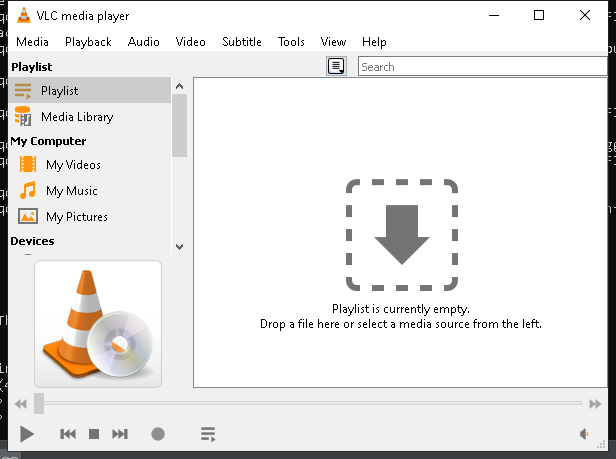 VLC media player
Media Playback Audio Video Subtitle Tools View Help
Playlist
Search
Playlist
Media Library
My Computer
My Videos
My Music
My Pictures
Devices
Playlist is currently empty.
Drop a file here or select a media source from the left.